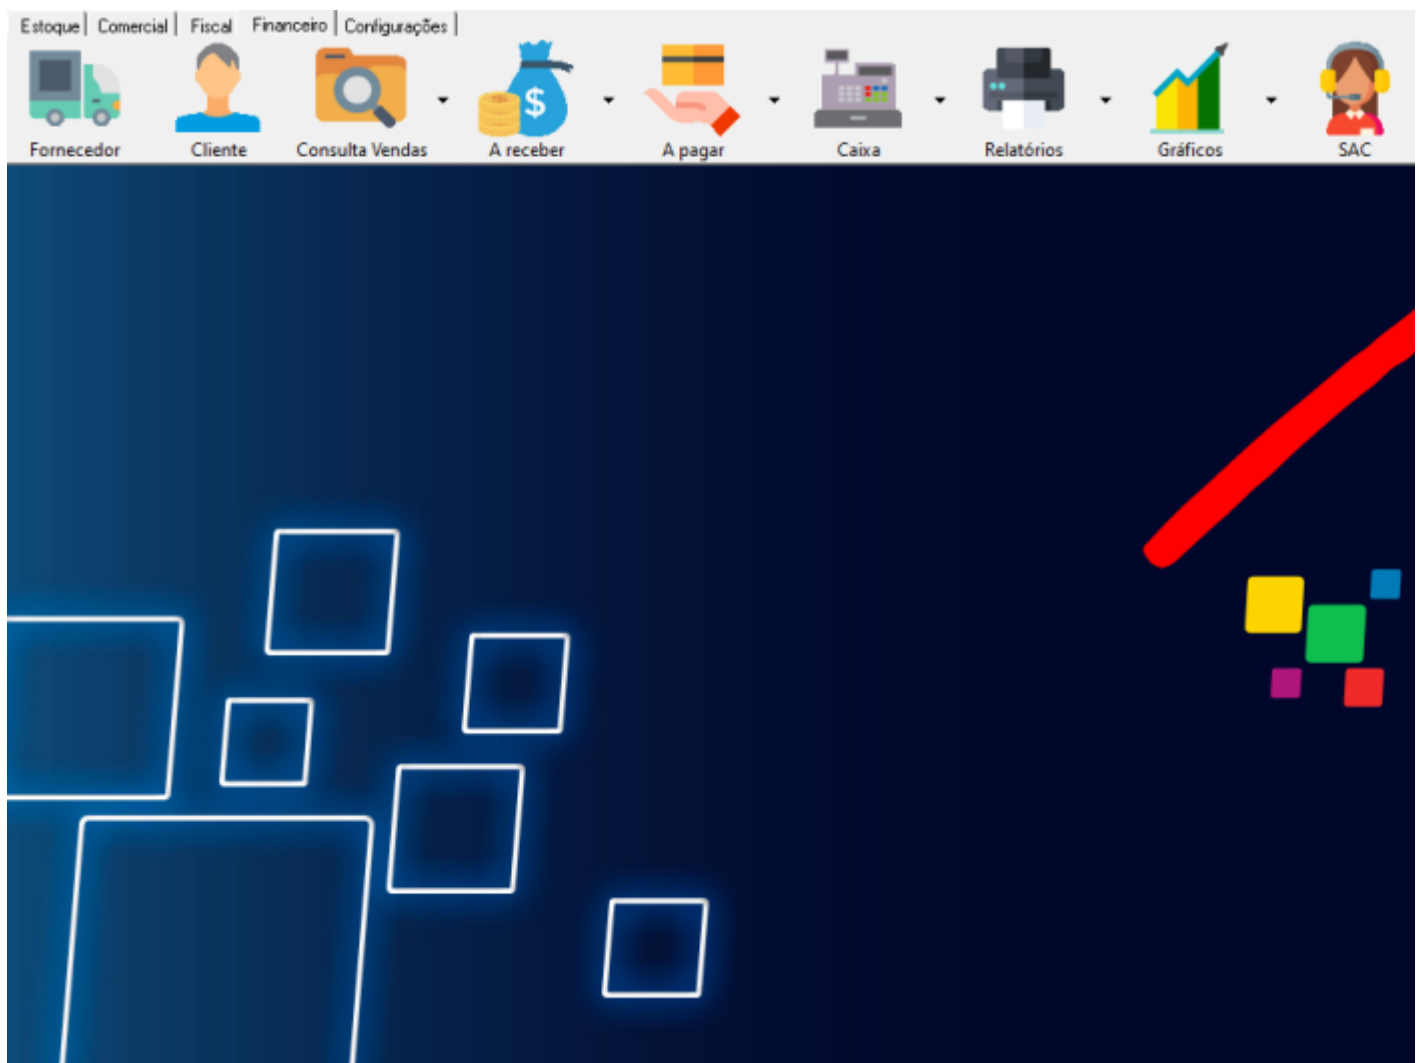 Estoque Comercial Fiscal Financeiro Configurações
Fornecedor Cliente Consulta Vendas A receber A pagar Caixa Relatórios Gráficos SAC